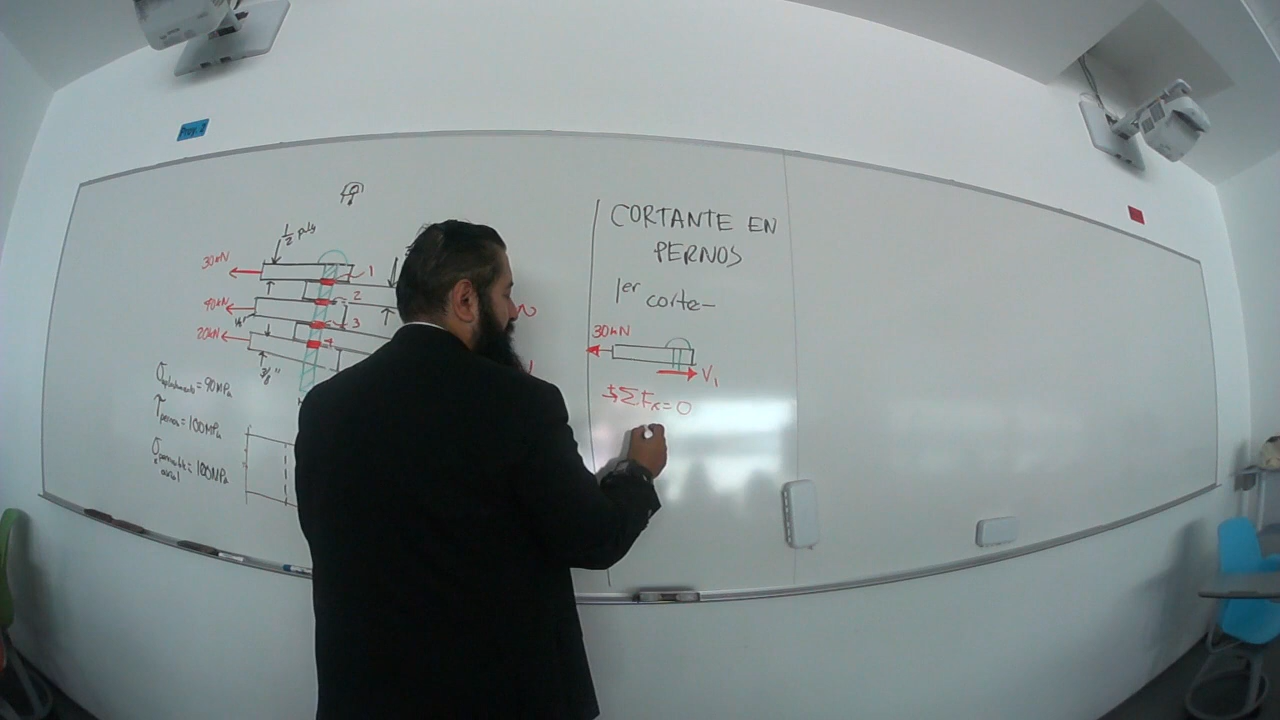 1/2 pulg
30kN
1
2
40kN
3
20kN
4
3/8"
σaplastamiento = 90MPa
τpernos = 100MPa
σpermisible axial = 180MPa
CORTANTE EN
PERNOS
1er corte
30kN
V1
ΣFx=0